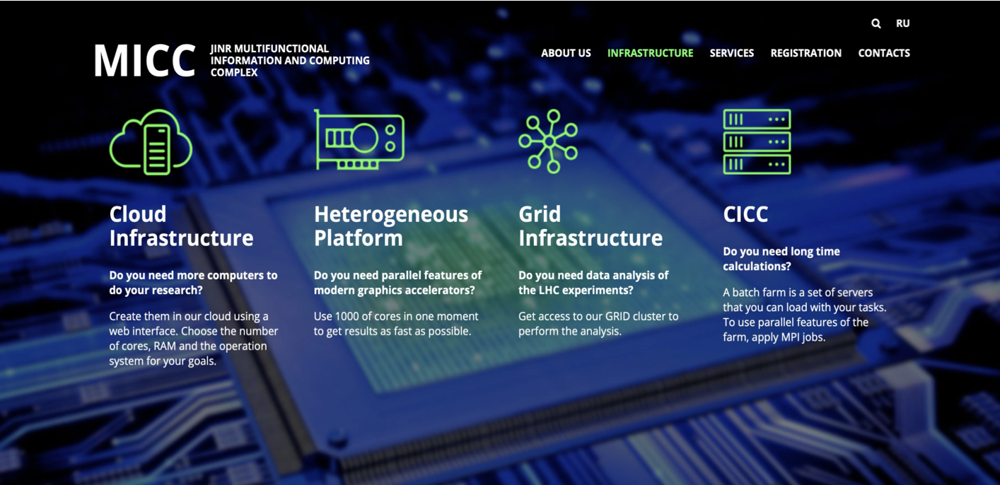 RU
MICC
JINR MULTIFUNCTIONAL
INFORMATION AND COMPUTING
COMPLEX
ABOUT US
INFRASTRUCTURE
SERVICES
REGISTRATION
CONTACTS
Cloud
Infrastructure
Do you need more computers to
do your research?
Create them in our cloud using a
web interface. Choose the number
of cores, RAM and the operation
system for your goals.
Heterogeneous
Platform
Do you need parallel features of
modern graphics accelerators?
Use 1000 of cores in one moment
to get results as fast as possible.
Grid
Infrastructure
Do you need data analysis of
the LHC experiments?
Get access to our GRID cluster to
perform the analysis.
CICC
Do you need long time
calculations?
A batch farm is a set of servers
that you can load with your tasks.
To use parallel features of the
farm, apply MPI jobs.